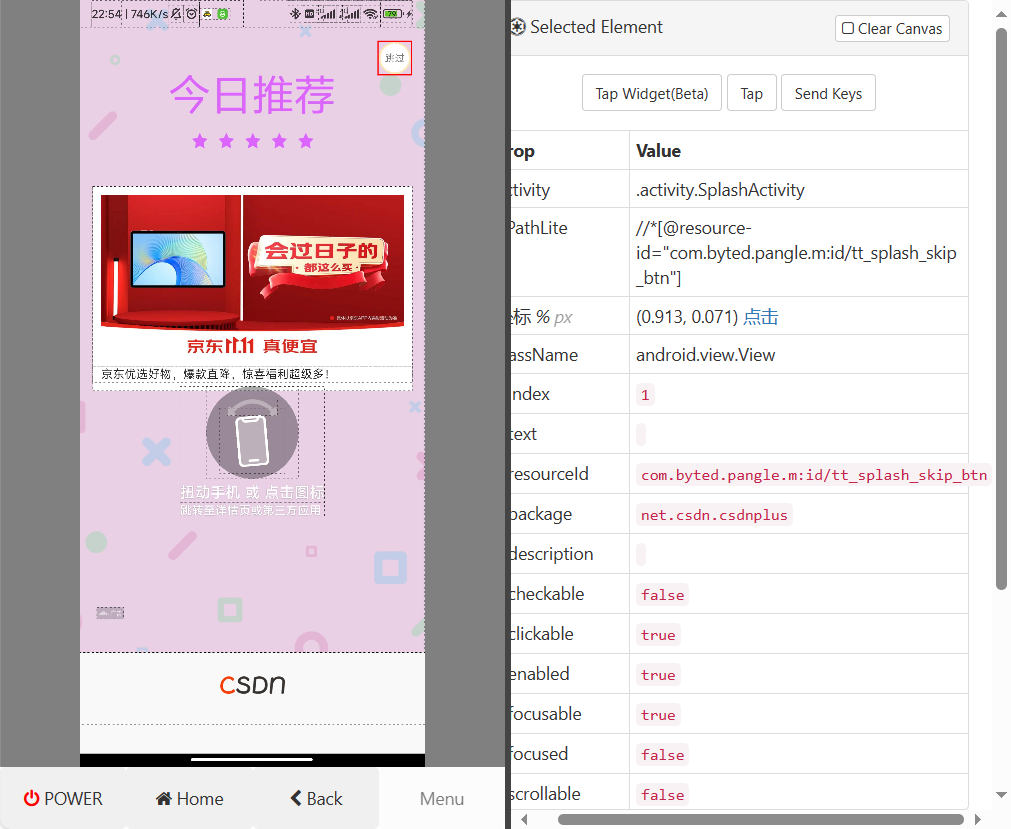 22:54 | 746K/s
79
跳过
今日推荐
会过日子的
·都这么买·
京东11.11 真便宜
京东优选好物，爆款直降，惊喜福利超级多！
扭动手机 或 点击图标
跳转至详情页或第三方应用
CSDN
POWER
Home
Back
Menu
Selected Element
Clear Canvas
Tap Widget(Beta)
Tap
Send Keys
rop Value
ctivity .activity.SplashActivity
PathLite //*[@resource-
id="com.byted.pangle.m:id/tt_splash_skip
_btn"]
标 % px (0.913, 0.071) 点击
assName android.view.View
index 1
text
resourceId com.byted.pangle.m:id/tt_splash_skip_btn
package net.csdn.csdnplus
description
checkable false
clickable true
enabled true
focusable true
focused false
scrollable false